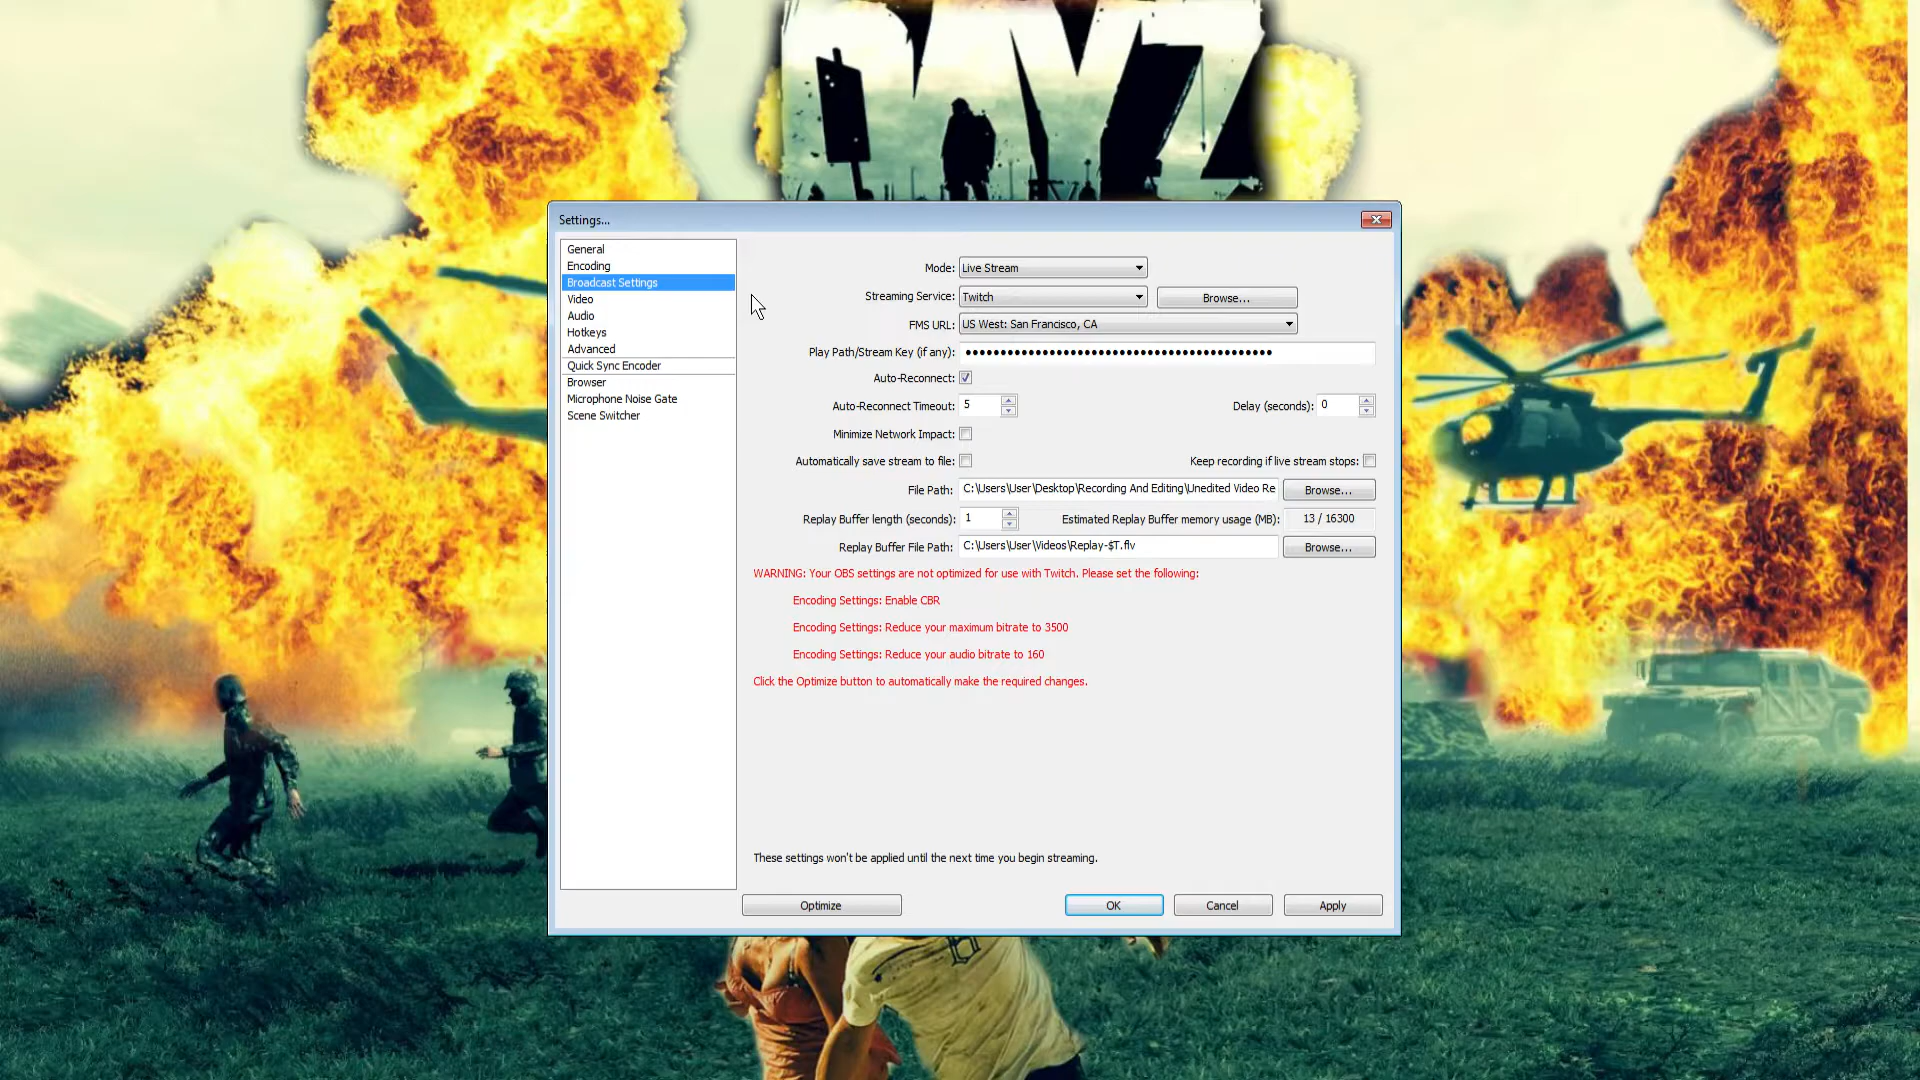 DAYZ
Settings...
General
Encoding
Broadcast Settings
Video
Audio
Hotkeys
Advanced
Quick Sync Encoder
Browser
Microphone Noise Gate
Scene Switcher
Mode: Live Stream
Streaming Service: Twitch Browse...
FMS URL: US West: San Francisco, CA
Play Path/Stream Key (if any): ●●●●●●●●●●●●●●●●●●●●●●●●●●●●●●●●●●●●●●●●●●●●
Auto-Reconnect:
Auto-Reconnect Timeout: 5 Delay (seconds): 0
Minimize Network Impact:
Automatically save stream to file: Keep recording if live stream stops:
File Path: C:\Users\User\Desktop\Recording And Editing\Unedited Video Re Browse...
Replay Buffer length (seconds): 1 Estimated Replay Buffer memory usage (MB): 13 / 16300
Replay Buffer File Path: C:\Users\User\Videos\Replay-$T.flv Browse...
WARNING: Your OBS settings are not optimized for use with Twitch. Please set the following:
Encoding Settings: Enable CBR
Encoding Settings: Reduce your maximum bitrate to 3500
Encoding Settings: Reduce your audio bitrate to 160
Click the Optimize button to automatically make the required changes.
These settings won't be applied until the next time you begin streaming.
Optimize OK Cancel Apply